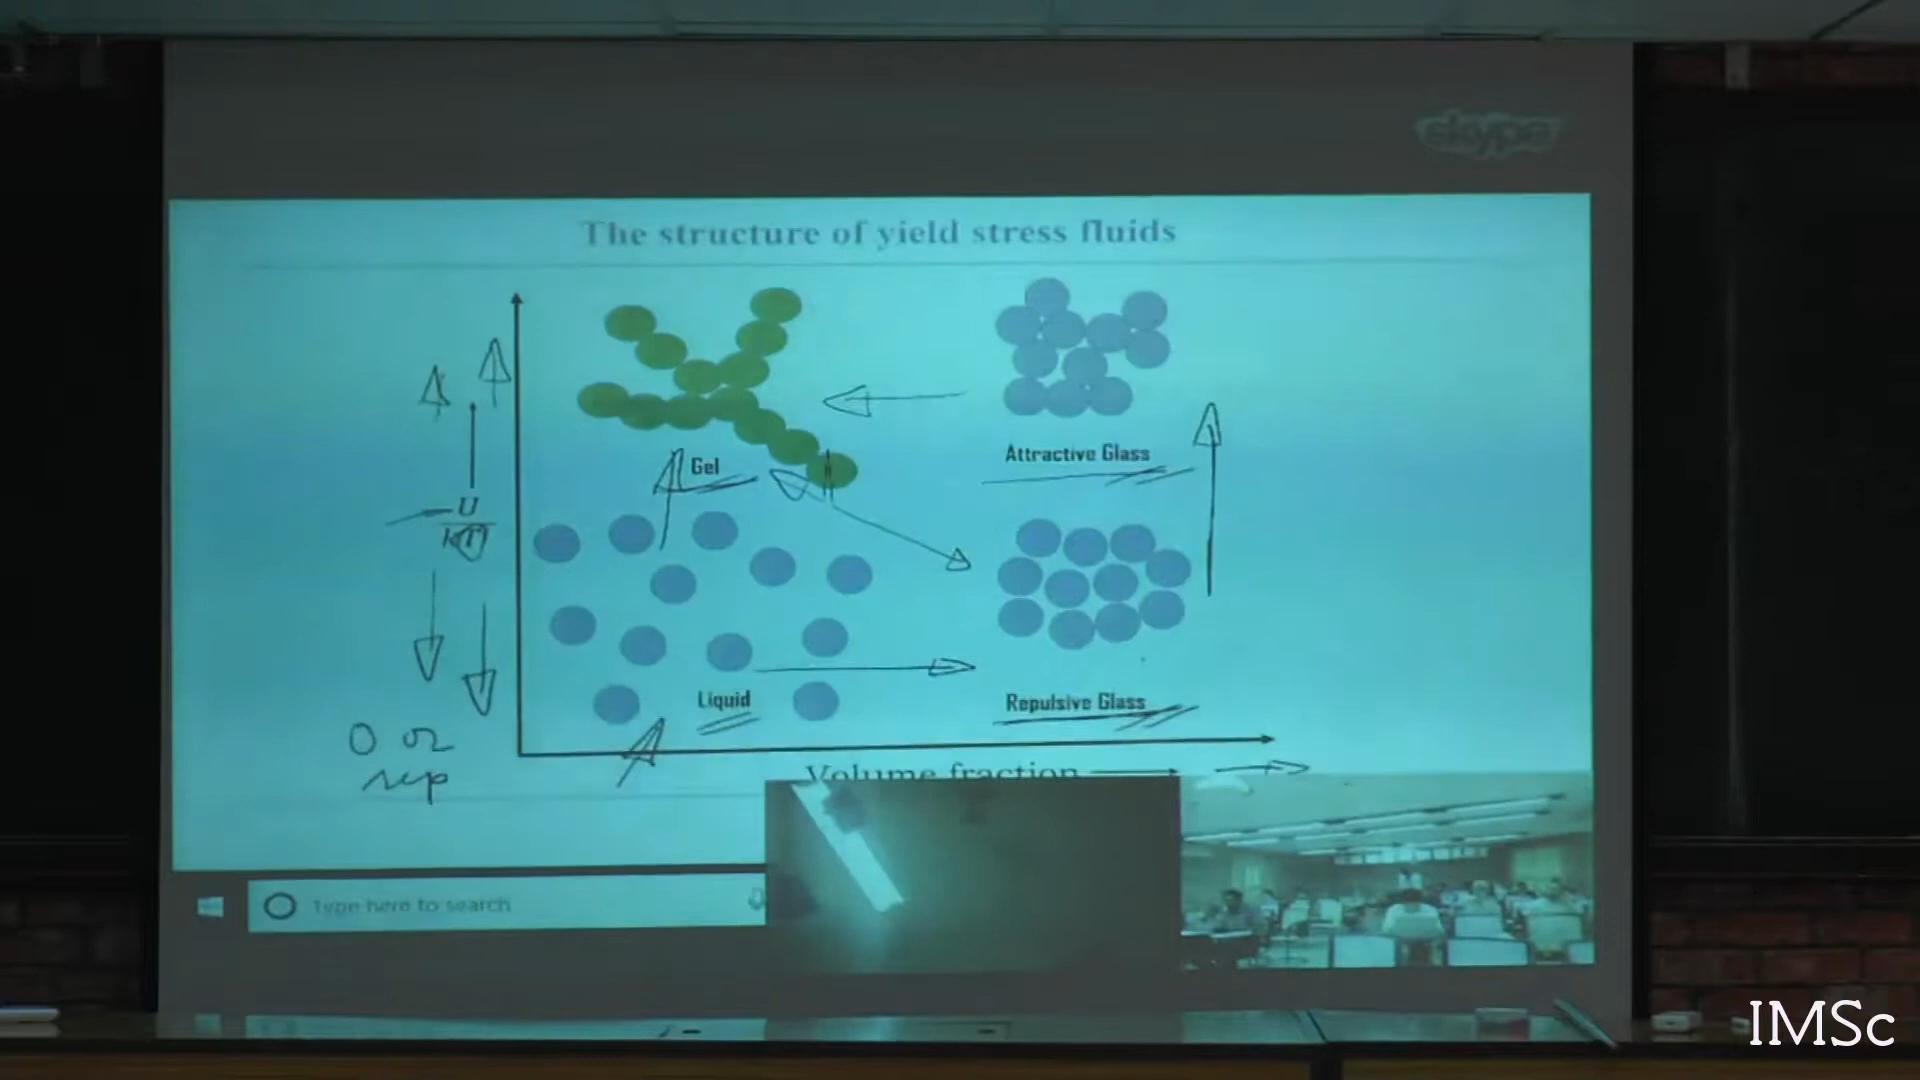 skype
The structure of yield stress fluids
Gel
Attractive Glass
U
kT
Liquid
Repulsive Glass
0 or
rep
Volume fraction
Type here to search
IMSc